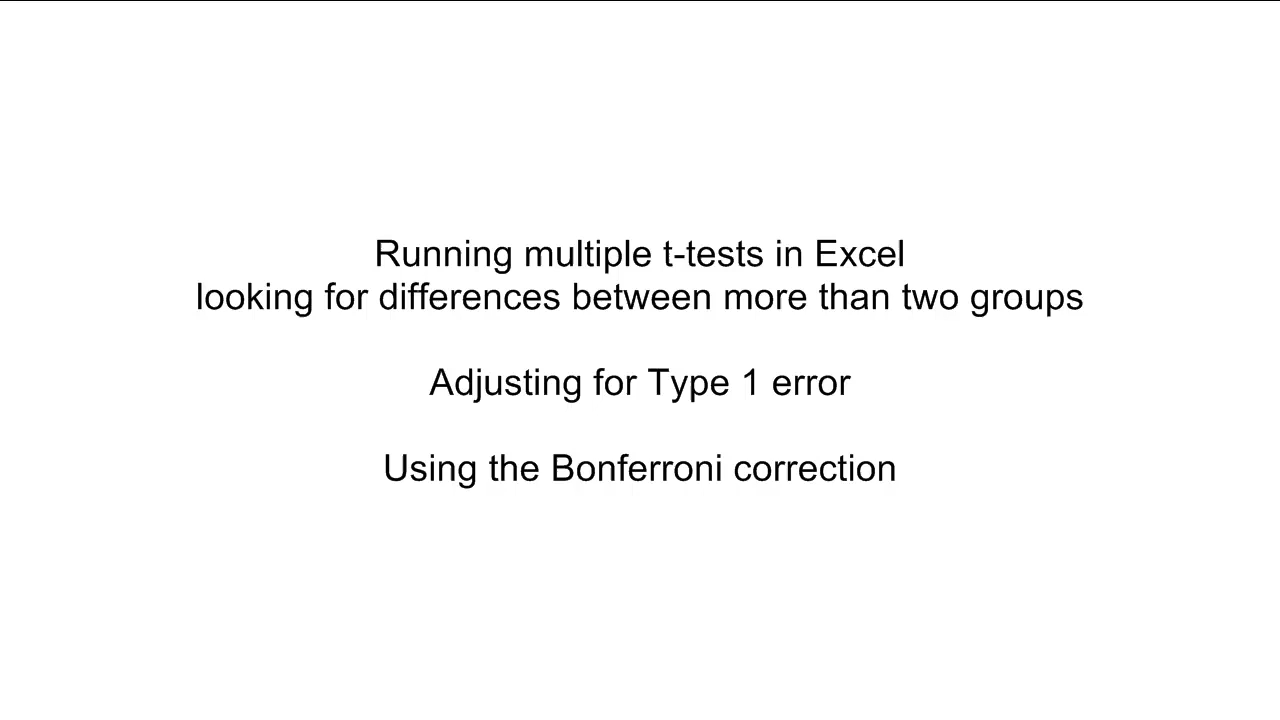 Running multiple t-tests in Excel
looking for differences between more than two groups
Adjusting for Type 1 error
Using the Bonferroni correction